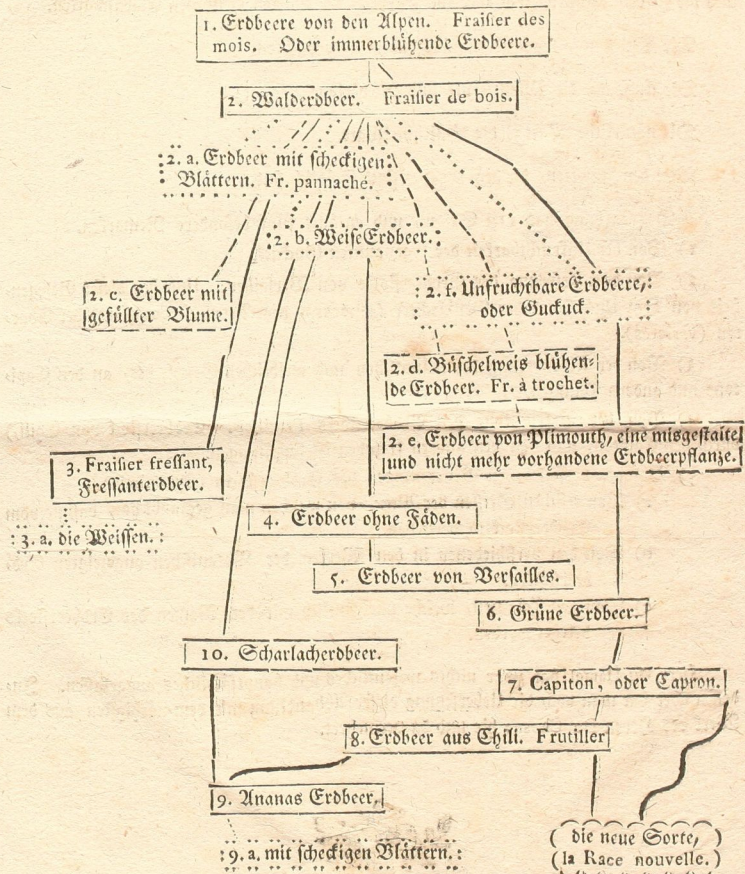 1. Erdbeere von den Alpen. Fraisier des
mois. Oder immerblühende Erdbeere.
2. Walderdbeer. Fraisier de bois.
2. a. Erdbeer mit scheckigen
Blättern. Fr. pannaché.
2. b. Weise Erdbeer.
2. c. Erdbeer mit
gefüllter Blume.
2. f. Unfruchtbare Erdbeere,
oder Guckuck.
2. d. Büschelweis blühen-
de Erdbeer. Fr. à trochet.
2. e. Erdbeer von Plimouth, eine misgestalte
und nicht mehr vorhandene Erdbeerpflanze.
3. Fraisier fressant,
Fressanterdbeer.
3. a. die Weissen.
4. Erdbeer ohne Fäden.
5. Erdbeer von Versailles.
6. Grüne Erdbeer.
10. Scharlacherdbeer.
7. Capiton, oder Capron.
8. Erdbeer aus Chili. Frutiller
9. Ananas Erdbeer,
9. a. mit scheckigen Blättern.
( die neue Sorte, )
(la Race nouvelle.)